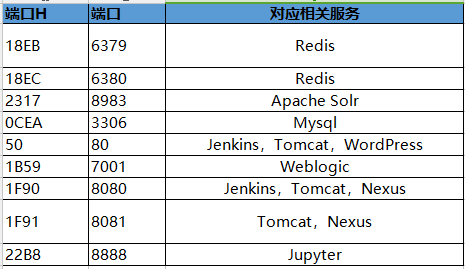 端口H 端口 对应相关服务
18EB 6379 Redis
18EC 6380 Redis
2317 8983 Apache Solr
0CEA 3306 Mysql
50 80 Jenkins，Tomcat，WordPress
1B59 7001 Weblogic
1F90 8080 Jenkins，Tomcat，Nexus
1F91 8081 Tomcat，Nexus
22B8 8888 Jupyter